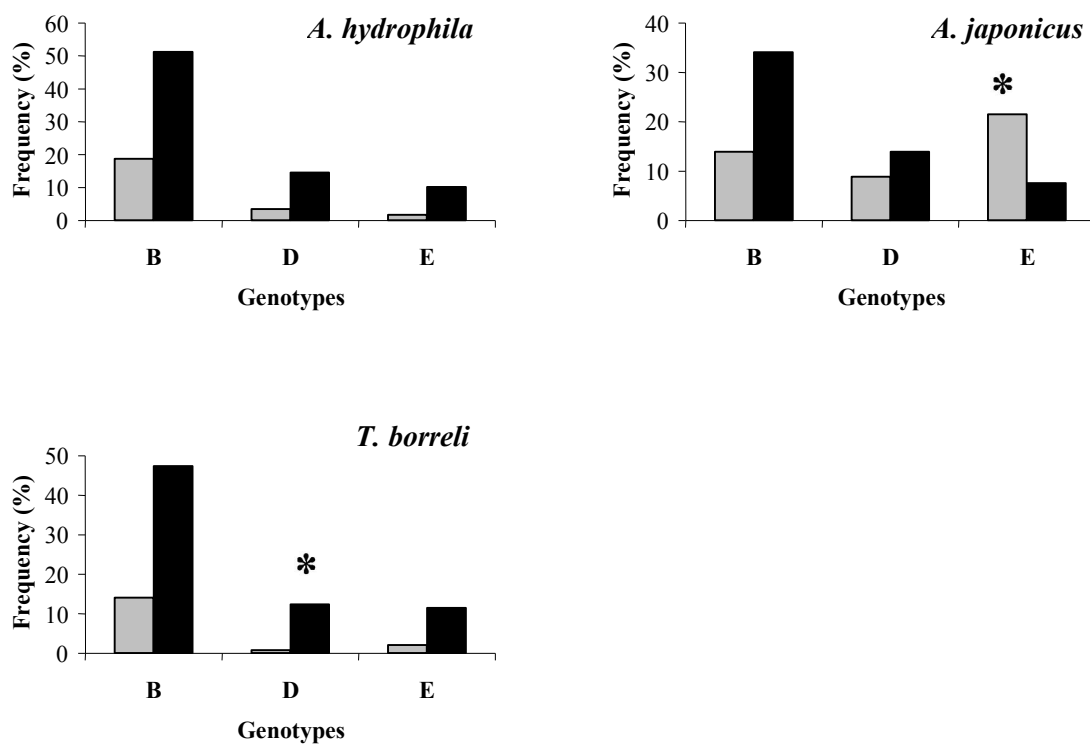 A. hydrophila
Frequency (%)
60
50
40
30
20
10
0
B D E
Genotypes
A. japonicus
Frequency (%)
40
30
20
10
0
*
B D E
Genotypes
T. borreli
Frequency (%)
50
40
30
20
10
0
*
B D E
Genotypes